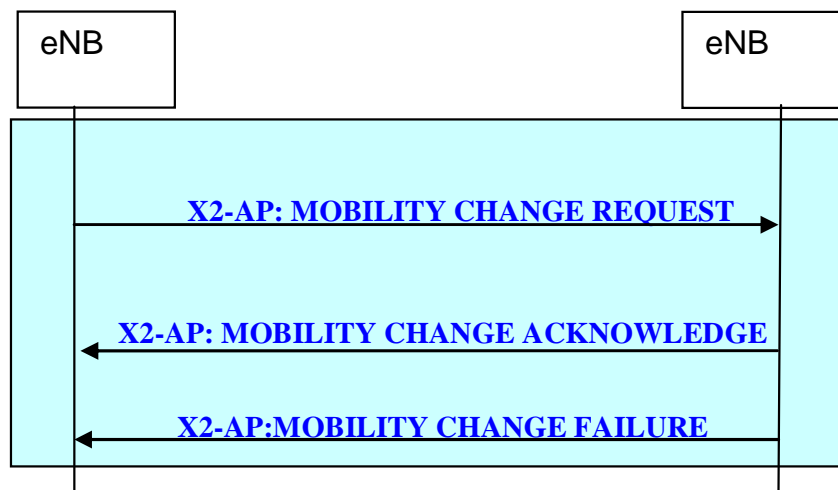 eNB
eNB
X2-AP: MOBILITY CHANGE REQUEST
X2-AP: MOBILITY CHANGE ACKNOWLEDGE
X2-AP:MOBILITY CHANGE FAILURE